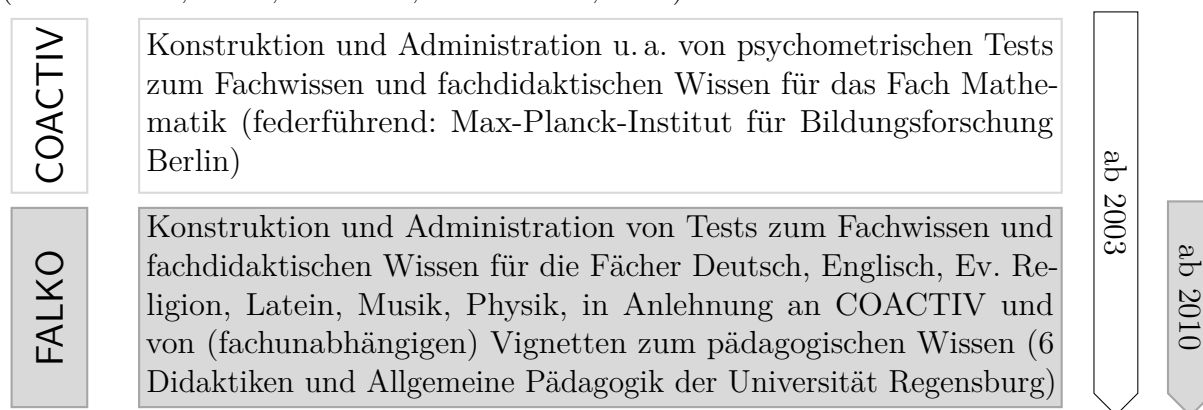 COACTIV
Konstruktion und Administration u. a. von psychometrischen Tests
zum Fachwissen und fachdidaktischen Wissen für das Fach Mathe-
matik (federführend: Max-Planck-Institut für Bildungsforschung
Berlin)
FALKO
Konstruktion und Administration von Tests zum Fachwissen und
fachdidaktischen Wissen für die Fächer Deutsch, Englisch, Ev. Re-
ligion, Latein, Musik, Physik, in Anlehnung an COACTIV und
von (fachunabhängigen) Vignetten zum pädagogischen Wissen (6
Didaktiken und Allgemeine Pädagogik der Universität Regensburg)
ab 2003
ab 2010